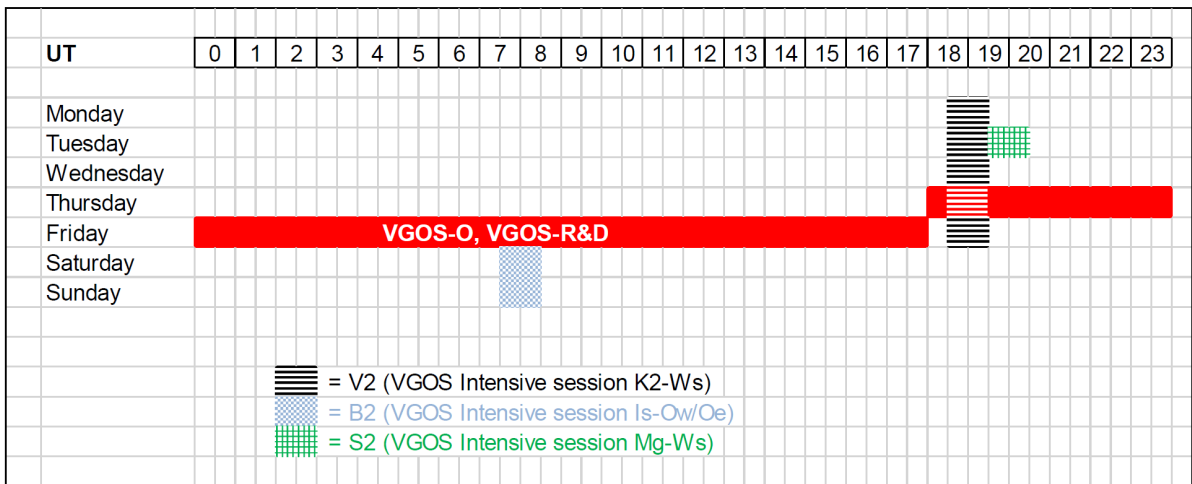 UT 0 1 2 3 4 5 6 7 8 9 10 11 12 13 14 15 16 17 18 19 20 21 22 23
Monday
Tuesday
Wednesday
Thursday
Friday VGOS-O, VGOS-R&D
Saturday
Sunday
= V2 (VGOS Intensive session K2-Ws)
= B2 (VGOS Intensive session Is-Ow/Oe)
= S2 (VGOS Intensive session Mg-Ws)